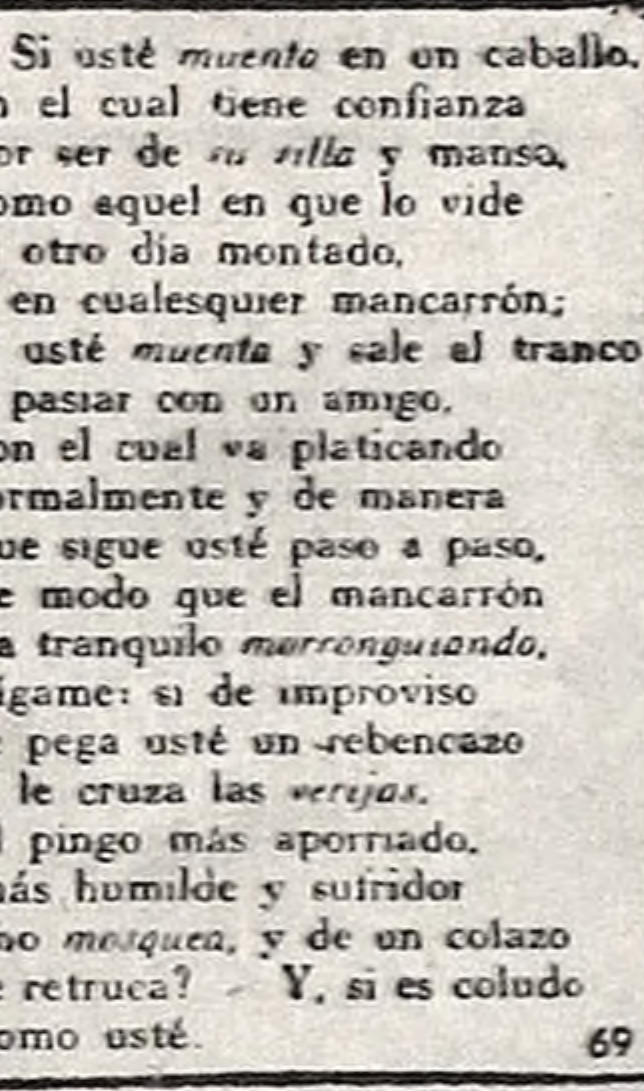 Si usté muenta en un caballo,
n el cual tiene confianza
or ser de su silla y manso,
omo aquel en que lo vide
otro día montado,
en cualesquier mancarrón;
usté muenta y sale al tranco
pasiar con un amigo,
on el cual va platicando
ormalmente y de manera
ue sigue usté paso a paso,
e modo que el mancarrón
a tranquilo marronguiando,
ígame: si de improviso
e pega usté un rebencazo
le cruza las verijas,
l pingo más aporriado,
nás humilde y sufridor
no mosquea, y de un colazo
e retruca? - Y, si es coludo
omo usté.
69